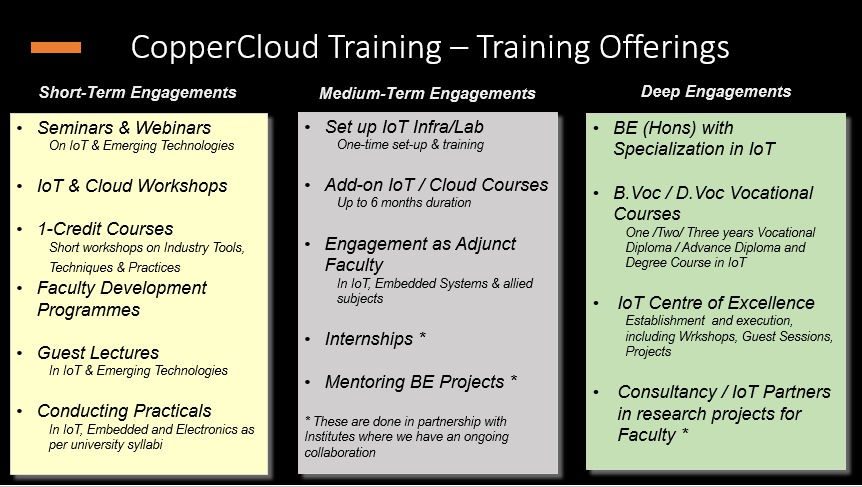 CopperCloud Training – Training Offerings
Short-Term Engagements
• Seminars & Webinars
On IoT & Emerging Technologies
• IoT & Cloud Workshops
• 1-Credit Courses
Short workshops on Industry Tools,
Techniques & Practices
• Faculty Development
Programmes
• Guest Lectures
In IoT & Emerging Technologies
• Conducting Practicals
In IoT, Embedded and Electronics as
per university syllabi
Medium-Term Engagements
• Set up IoT Infra/Lab
One-time set-up & training
• Add-on IoT / Cloud Courses
Up to 6 months duration
• Engagement as Adjunct
Faculty
In IoT, Embedded Systems & allied
subjects
• Internships *
• Mentoring BE Projects *
* These are done in partnership with
Institutes where we have an ongoing
collaboration
Deep Engagements
• BE (Hons) with
Specialization in IoT
• B.Voc / D.Voc Vocational
Courses
One /Two/ Three years Vocational
Diploma / Advance Diploma and
Degree Course in IoT
• IoT Centre of Excellence
Establishment and execution,
including Wrkshops, Guest Sessions,
Projects
• Consultancy / IoT Partners
in research projects for
Faculty *